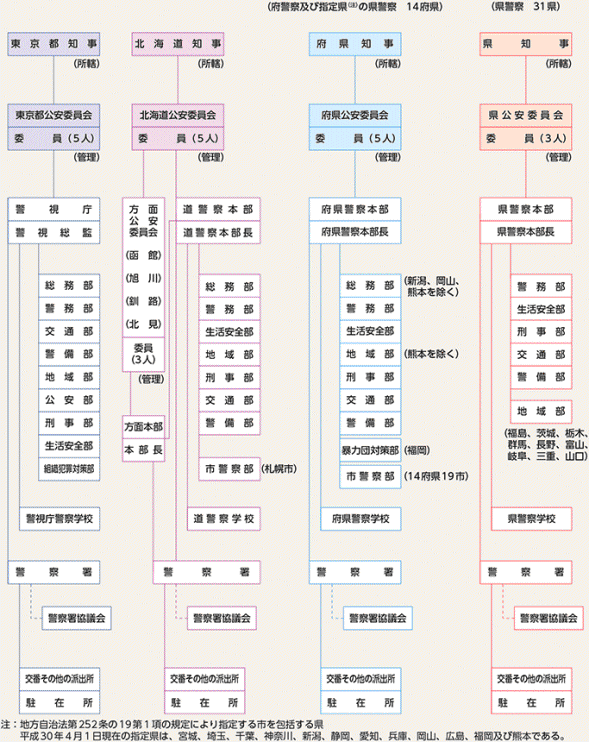 (府警察及び指定県(注)の県警察 14府県)
(県警察 31県)
東京都知事
(所轄)
東京都公安委員会
委員(5人)
(管理)
警視庁
警視総監
総務部
警務部
交通部
警備部
地域部
公安部
刑事部
生活安全部
組織犯罪対策部
警視庁警察学校
警察署
警察署協議会
交番その他の派出所
駐在所
北海道知事
(所轄)
北海道公安委員会
委員(5人)
(管理)
方面
公安
委員会
(函館)
(旭川)
(釧路)
(北見)
委員
(3人)
(管理)
方面本部
本部長
道警察本部
道警察本部長
総務部
警務部
生活安全部
地域部
刑事部
交通部
警備部
市警察部
(札幌市)
道警察学校
警察署
警察署協議会
交番その他の派出所
駐在所
府県知事
(所轄)
府県公安委員会
委員(5人)
(管理)
府県警察本部
府県警察本部長
総務部
(新潟、岡山、
熊本を除く)
警務部
生活安全部
地域部
(熊本を除く)
刑事部
交通部
警備部
暴力団対策部
(福岡)
市警察部
(14府県19市)
府県警察学校
警察署
警察署協議会
交番その他の派出所
駐在所
県知事
(所轄)
県公安委員会
委員(3人)
(管理)
県警察本部
県警察本部長
警務部
生活安全部
刑事部
交通部
警備部
地域部
(福島、茨城、栃木、
群馬、長野、富山、
岐阜、三重、山口)
県警察学校
警察署
警察署協議会
交番その他の派出所
駐在所
注:地方自治法第252条の19第1項の規定により指定する市を包括する県
平成30年4月1日現在の指定県は、宮城、埼玉、千葉、神奈川、新潟、静岡、愛知、兵庫、岡山、広島、福岡及び熊本である。